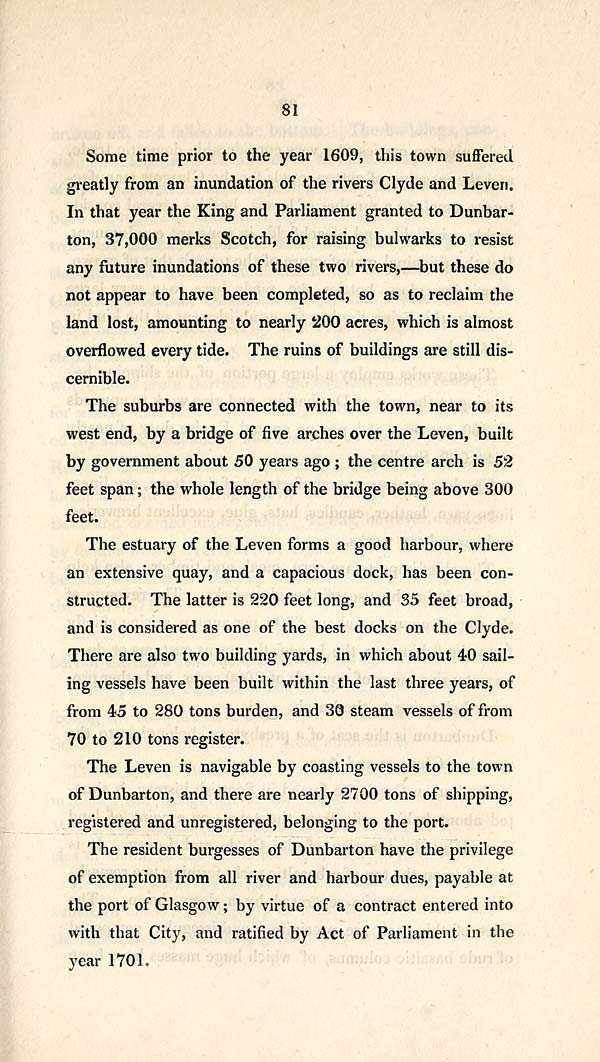 81
Some time prior to the year 1609, this town suffered
greatly from an inundation of the rivers Clyde and Leven.
In that year the King and Parliament granted to Dunbar-
ton, 37,000 merks Scotch, for raising bulwarks to resist
any future inundations of these two rivers,—but these do
not appear to have been completed, so as to reclaim the
land lost, amounting to nearly 200 acres, which is almost
overflowed every tide. The ruins of buildings are still dis-
cernible.
The suburbs are connected with the town, near to its
west end, by a bridge of five arches over the Leven, built
by government about 50 years ago; the centre arch is 52
feet span; the whole length of the bridge being above 300
feet.
The estuary of the Leven forms a good harbour, where
an extensive quay, and a capacious dock, has been con-
structed. The latter is 220 feet long, and 35 feet broad,
and is considered as one of the best docks on the Clyde.
There are also two building yards, in which about 40 sail-
ing vessels have been built within the last three years, of
from 45 to 280 tons burden, and 30 steam vessels of from
70 to 210 tons register.
The Leven is navigable by coasting vessels to the town
of Dunbarton, and there are nearly 2700 tons of shipping,
registered and unregistered, belonging to the port.
The resident burgesses of Dunbarton have the privilege
of exemption from all river and harbour dues, payable at
the port of Glasgow; by virtue of a contract entered into
with that City, and ratified by Act of Parliament in the
year 1701.